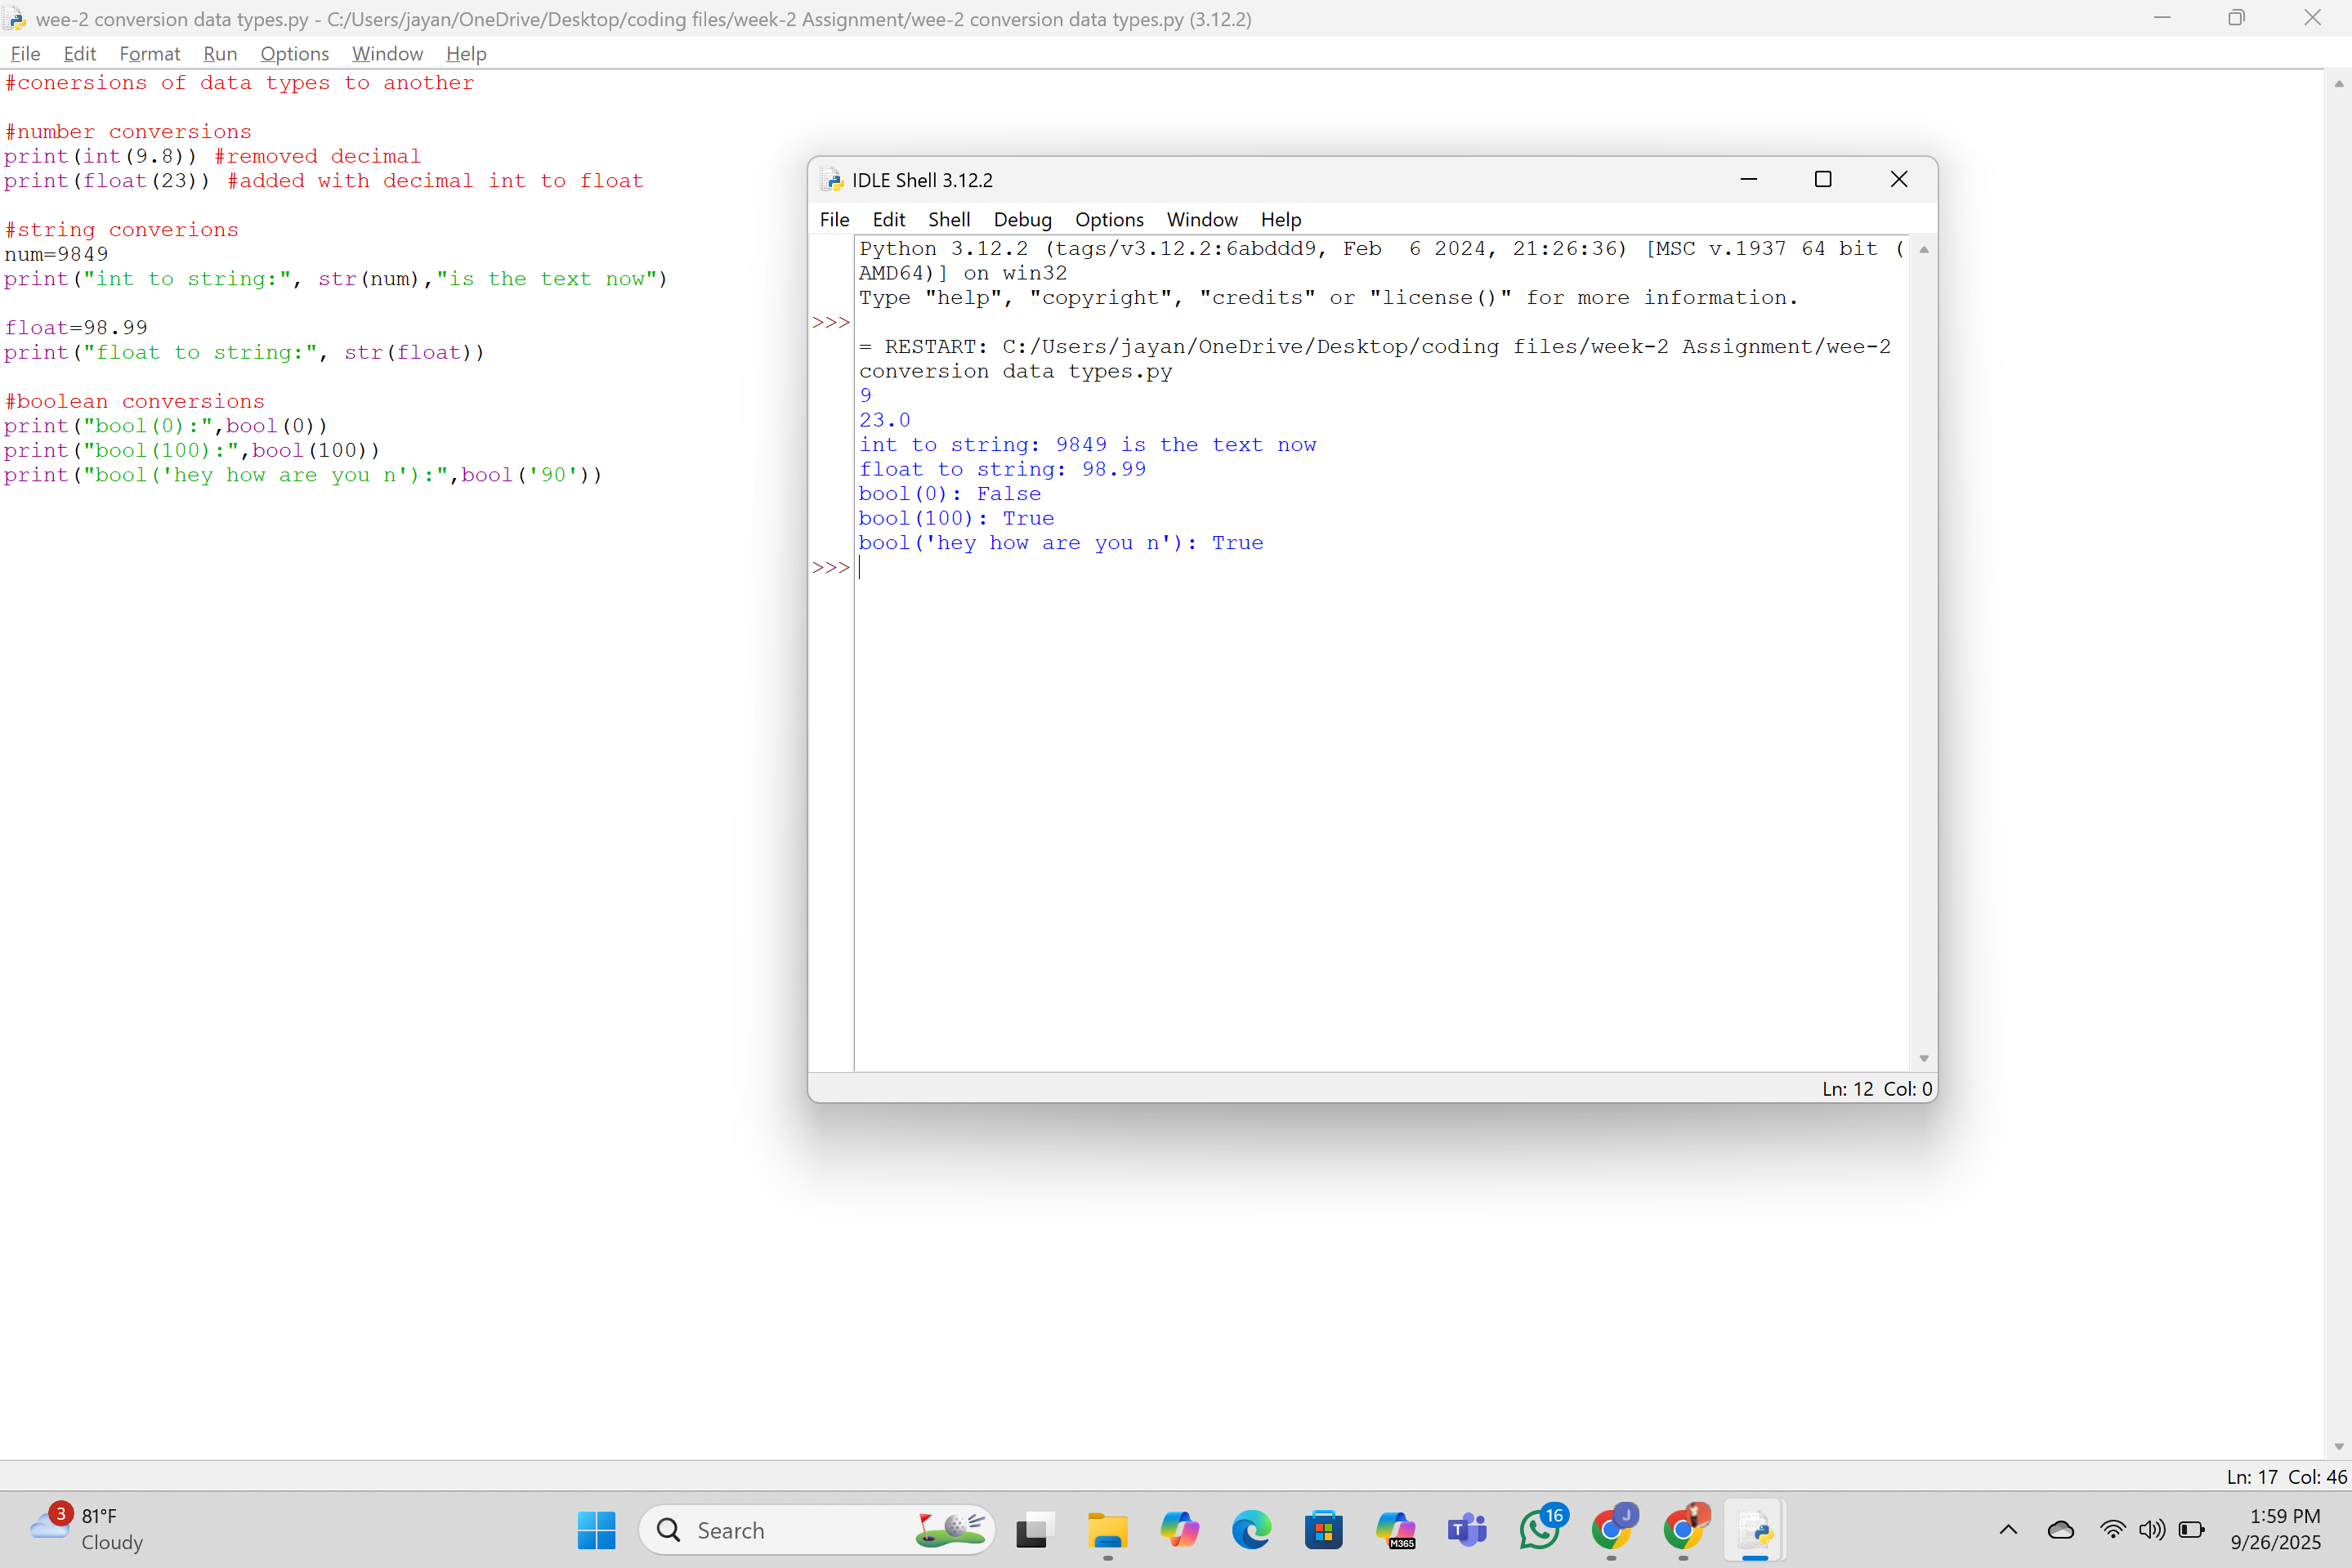 wee-2 conversion data types.py - C:/Users/jayan/OneDrive/Desktop/coding files/week-2 Assignment/wee-2 conversion data types.py (3.12.2)
File Edit Format Run Options Window Help
#conersions of data types to another
#number conversions
print(int(9.8)) #removed decimal
print(float(23)) #added with decimal int to float
#string converions
num=9849
print("int to string:", str(num),"is the text now")
float=98.99
print("float to string:", str(float))
#boolean conversions
print("bool(0):",bool(0))
print("bool(100):",bool(100))
print("bool('hey how are you n'):",bool('90'))
IDLE Shell 3.12.2
File Edit Shell Debug Options Window Help
Python 3.12.2 (tags/v3.12.2:6abddd9, Feb  6 2024, 21:26:36) [MSC v.1937 64 bit (
AMD64)] on win32
Type "help", "copyright", "credits" or "license()" for more information.
>>>
= RESTART: C:/Users/jayan/OneDrive/Desktop/coding files/week-2 Assignment/wee-2
conversion data types.py
9
23.0
int to string: 9849 is the text now
float to string: 98.99
bool(0): False
bool(100): True
bool('hey how are you n'): True
>>>
Ln: 12 Col: 0
Ln: 17 Col: 46
3
81°F
Cloudy
Search
M365
T
16
J
1:59 PM
9/26/2025